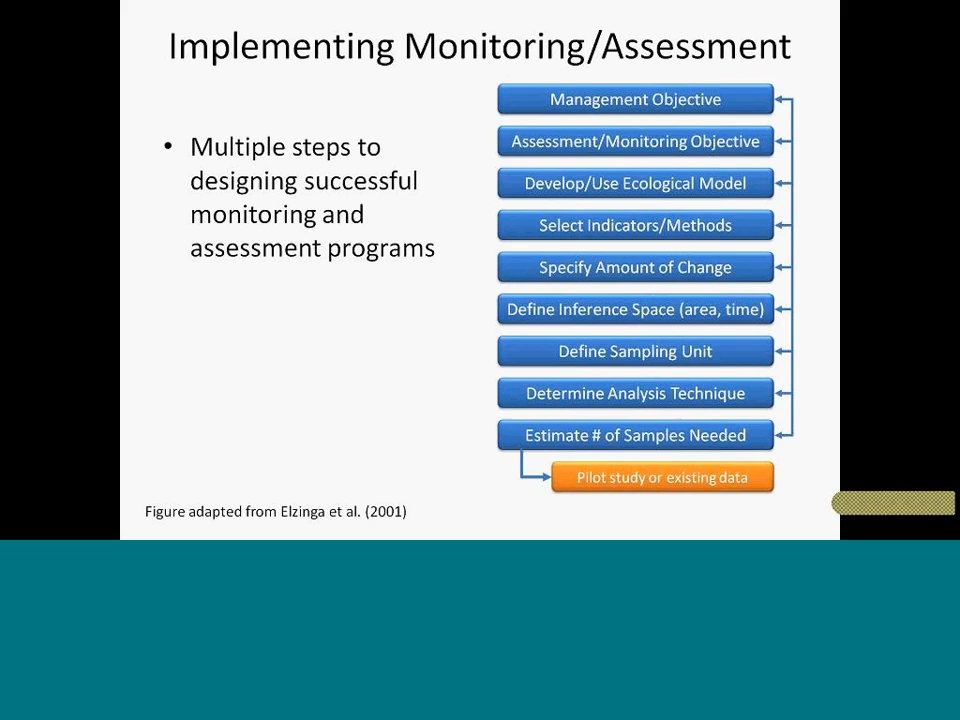 Implementing Monitoring/Assessment
• Multiple steps to
designing successful
monitoring and
assessment programs
Management Objective
Assessment/Monitoring Objective
Develop/Use Ecological Model
Select Indicators/Methods
Specify Amount of Change
Define Inference Space (area, time)
Define Sampling Unit
Determine Analysis Technique
Estimate # of Samples Needed
Pilot study or existing data
Figure adapted from Elzinga et al. (2001)